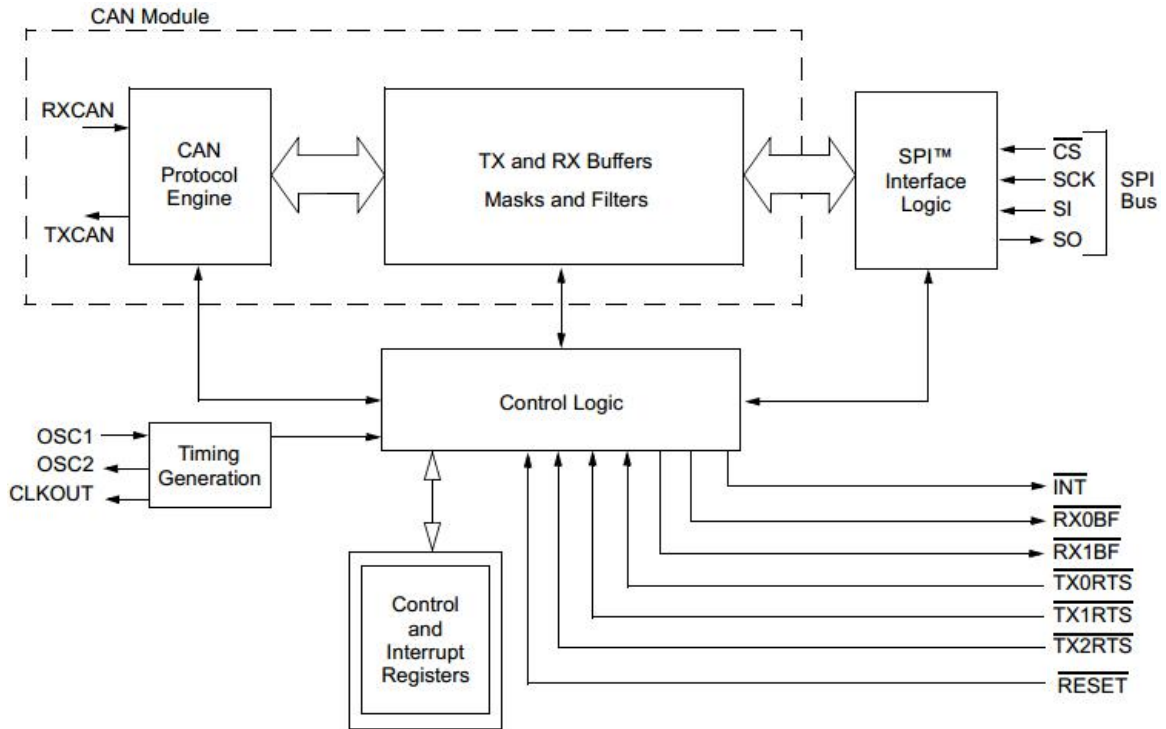 CAN Module
RXCAN
TXCAN
CAN
Protocol
Engine
TX and RX Buffers
Masks and Filters
SPI™
Interface
Logic
CS
SCK
SI
SO
SPI
Bus
Control Logic
OSC1
OSC2
CLKOUT
Timing
Generation
Control
and
Interrupt
Registers
INT
RX0BF
RX1BF
TX0RTS
TX1RTS
TX2RTS
RESET